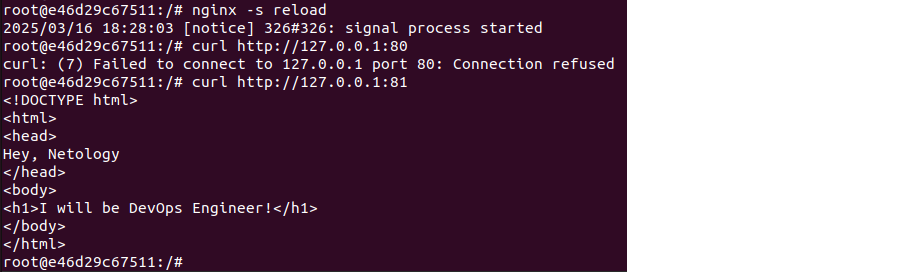 root@e46d29c67511:/# nginx -s reload
2025/03/16 18:28:03 [notice] 326#326: signal process started
root@e46d29c67511:/# curl http://127.0.0.1:80
curl: (7) Failed to connect to 127.0.0.1 port 80: Connection refused
root@e46d29c67511:/# curl http://127.0.0.1:81
<!DOCTYPE html>
<html>
<head>
Hey, Netology
</head>
<body>
<h1>I will be DevOps Engineer!</h1>
</body>
</html>
root@e46d29c67511:/#